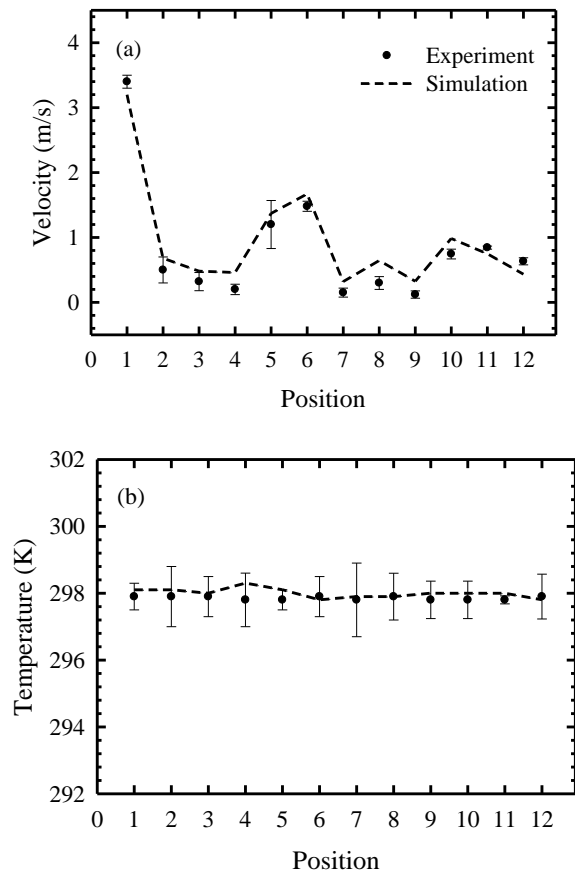 (a)
Experiment
Simulation
Velocity (m/s)
4
3
2
1
0
0 1 2 3 4 5 6 7 8 9 10 11 12
Position
(b)
Temperature (K)
302
300
298
296
294
292
0 1 2 3 4 5 6 7 8 9 10 11 12
Position